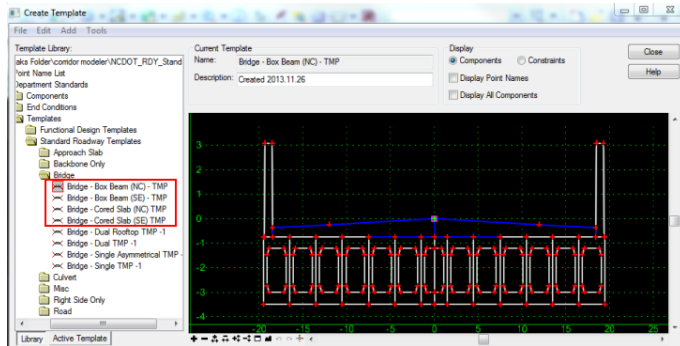 Create Template
File Edit Add Tools
Template Library:
aks Folder\corridor modeler\NCDOT_RDY_Stand
Point Name List
Department Standards
Components
End Conditions
Templates
Functional Design Templates
Standard Roadway Templates
Approach Slab
Backbone Only
Bridge
Bridge - Box Beam (NC) - TMP
Bridge - Box Beam (SE) - TMP
Bridge - Cored Slab (NC) TMP
Bridge - Cored Slab (SE) TMP
Bridge - Dual Rooftop TMP -1
Bridge - Dual TMP -1
Bridge - Single Asymmetrical TMP -
Bridge - Single TMP -1
Culvert
Misc
Right Side Only
Road
Library Active Template
Current Template
Name: Bridge - Box Beam (NC) - TMP
Description: Created 2013.11.26
Display
Components Constraints
Display Point Names
Display All Components
Close
Help
3
2
1
0
-1
-2
-3
-4
-20 -15 -10 -5 0 5 10 15 20 25